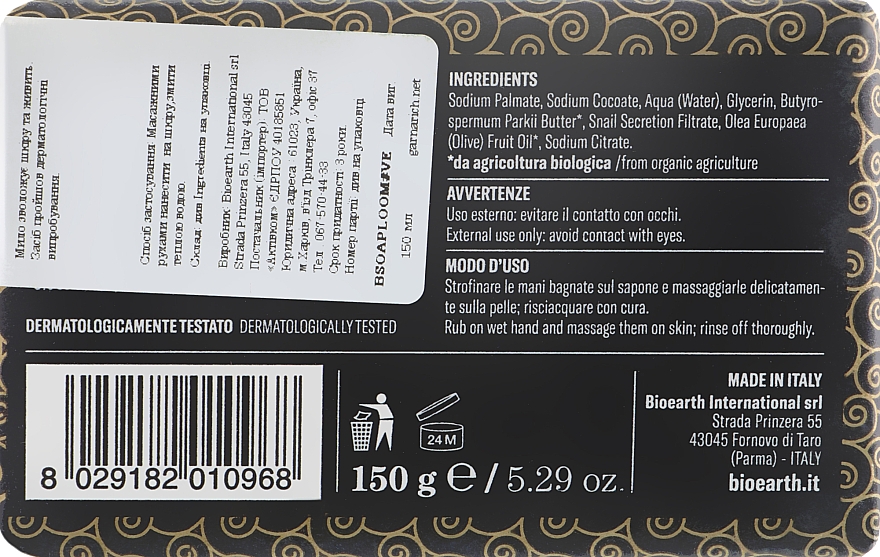 Мило зволожує шкіру та живить.
Засіб пройшов дерматологічні
випробування.
Спосіб застосування: Масажними
рухами нанести на шкіру,змити
теплою водою.
Склад: див Ingredients на упаковці.
Виробник: Bioearth International srl
Strada Prinzera 55, Italy 43045
Постачальник (імпортер): ТОВ
«Активком» ЄДРПОУ 40185851
Юридична адреса : 61023, Україна,
м.Харків, в'їзд Трінклера 7, офіс 37
Тел. 067-570-44-33
Срок придатності: 3 роки.
Номер партії: див.на упаковці
BSOAPLOOM#VE Дата виг.
150 мл garnarich.net
INGREDIENTS
Sodium Palmate, Sodium Cocoate, Aqua (Water), Glycerin, Butyro-
spermum Parkii Butter*, Snail Secretion Filtrate, Olea Europaea
(Olive) Fruit Oil*, Sodium Citrate.
*da agricoltura biologica /from organic agriculture
AVVERTENZE
Uso esterno: evitare il contatto con occhi.
External use only: avoid contact with eyes.
MODO D'USO
Strofinare le mani bagnate sul sapone e massaggiarle delicatamen-
te sulla pelle; risciacquare con cura.
Rub on wet hand and massage them on skin; rinse off thoroughly.
DERMATOLOGICAMENTE TESTATO DERMATOLOGICALLY TESTED
8 029182 010968
24 M
150 g e / 5.29 oz.
MADE IN ITALY
Bioearth International srl
Strada Prinzera 55
43045 Fornovo di Taro
(Parma) - ITALY
bioearth.it